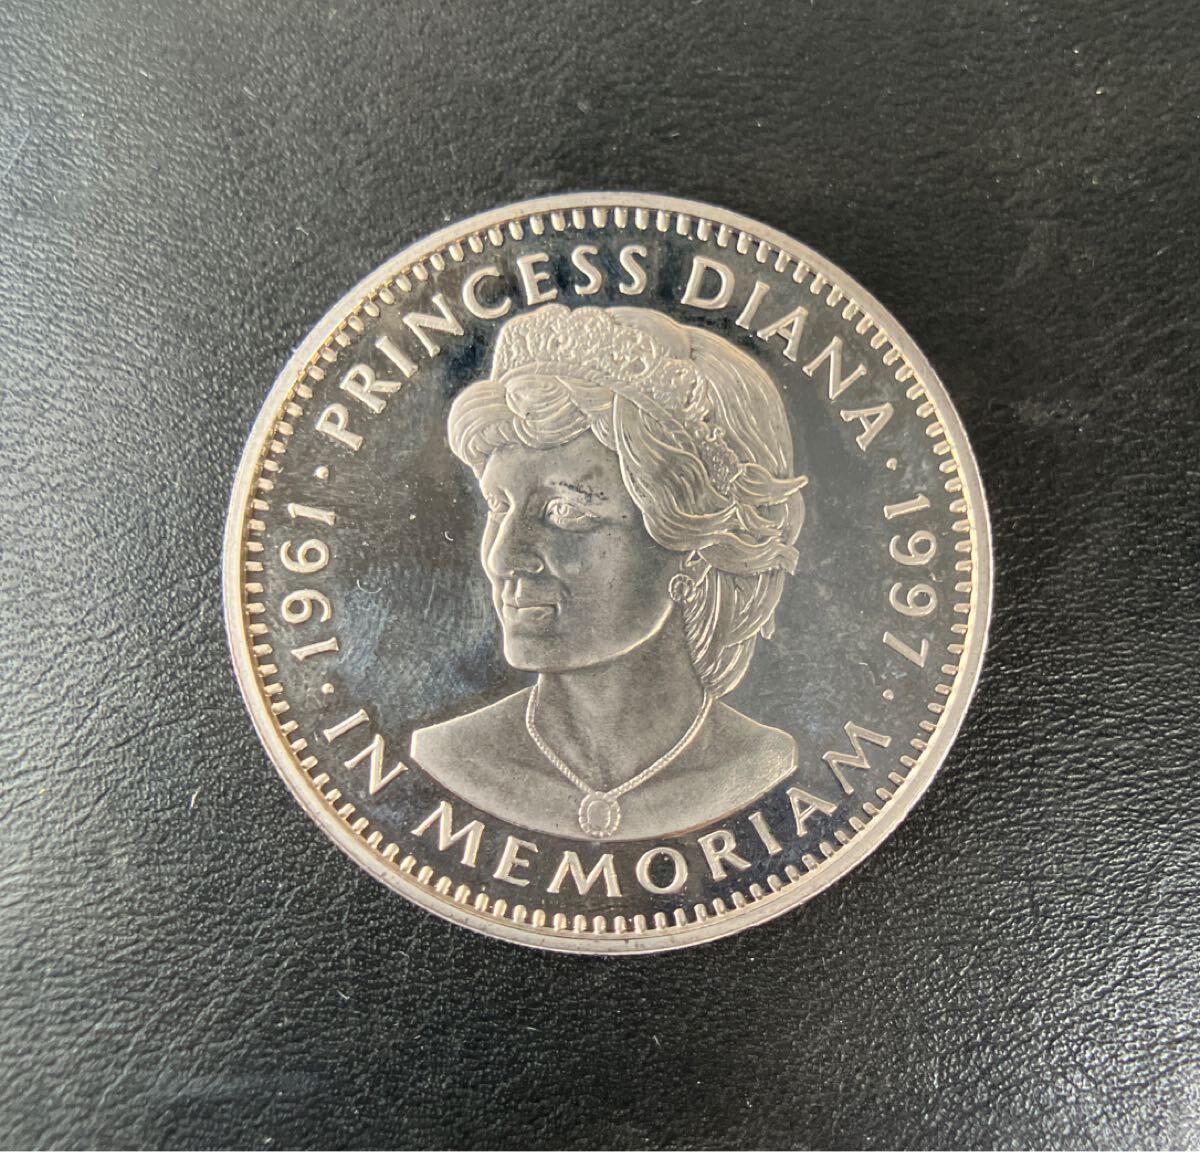 1961 · PRINCESS DIANA · 1997 ·
IN MEMORIAM ·